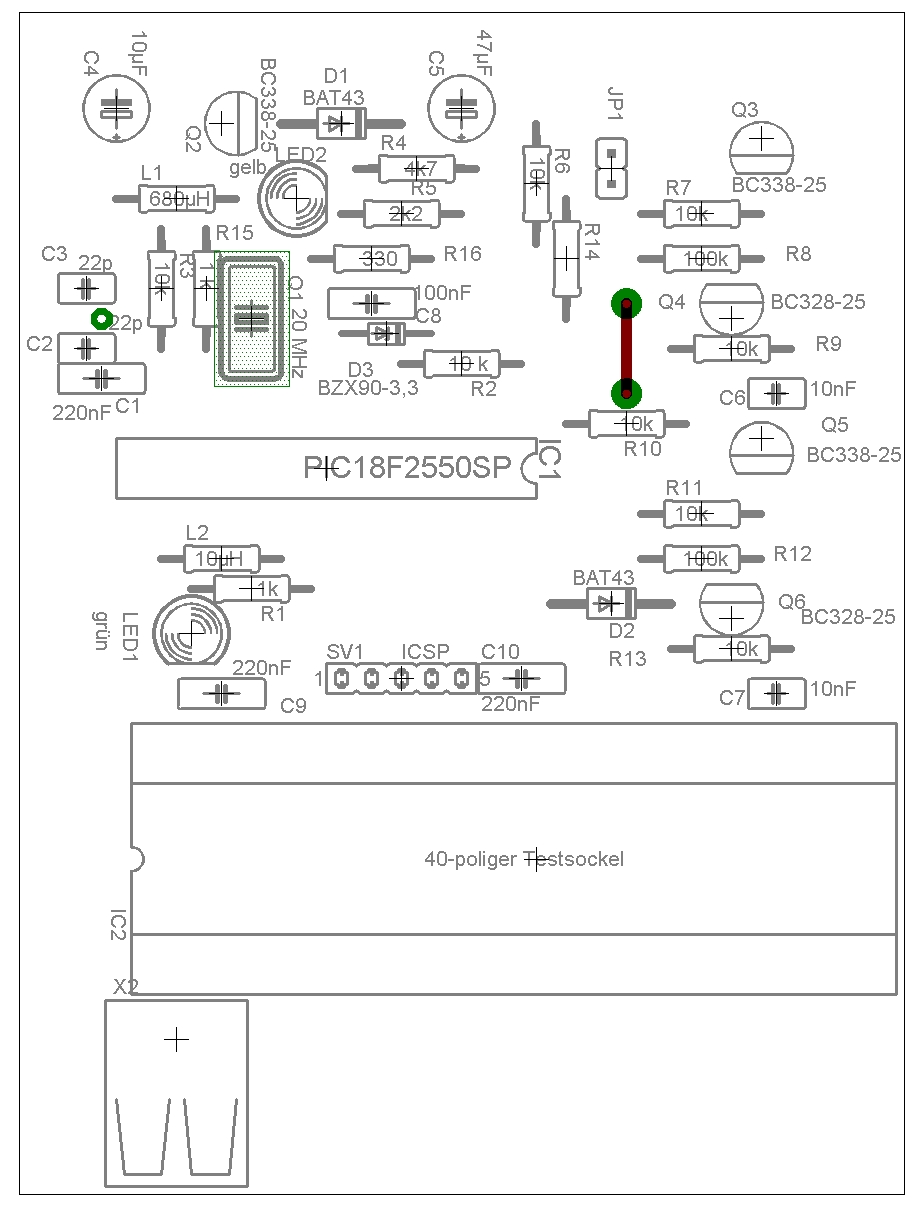 10µF
C4
BC338-25
Q2
D1
BAT43
47µF
C5
R4
4k7
gelb
LED2
R5
2k2
R6
10k
JP1
Q3
BC338-25
L1
680µH
R7
10k
R15
1k
R3
10k
330
R16
R14
100k
R8
C3
22p
Q1
20 MHz
100nF
C8
Q4
BC328-25
22p
C2
D3
BZX90-3,3
10 k
R2
10k
R9
220nF
C1
C6
10nF
10k
R10
Q5
BC338-25
PIC18F2550SP
IC1
R11
10k
L2
10µH
100k
R12
1k
R1
BAT43
D2
Q6
BC328-25
LED1
grün
SV1
ICSP
C10
1
5
220nF
R13
10k
220nF
C9
C7
10nF
40-poliger Testsockel
IC2
X2